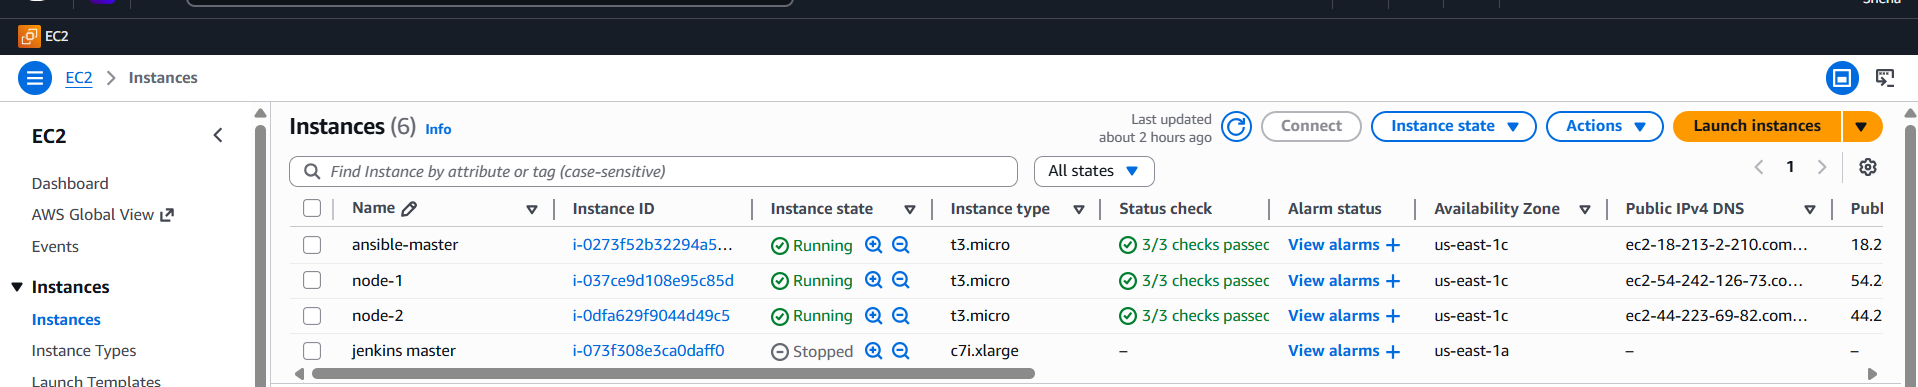 EC2
EC2 > Instances
EC2
Dashboard
AWS Global View
Events
Instances
Instances
Instance Types
Launch Templates
Instances (6) Info
Last updated
about 2 hours ago
Connect
Instance state
Actions
Launch instances
Find Instance by attribute or tag (case-sensitive)
All states
1
Name Instance ID Instance state Instance type Status check Alarm status Availability Zone Public IPv4 DNS Publ
ansible-master i-0273f52b32294a5... Running t3.micro 3/3 checks passed View alarms + us-east-1c ec2-18-213-2-210.com... 18.2
node-1 i-037ce9d108e95c85d Running t3.micro 3/3 checks passed View alarms + us-east-1c ec2-54-242-126-73.co... 54.2
node-2 i-0dfa629f9044d49c5 Running t3.micro 3/3 checks passed View alarms + us-east-1c ec2-44-223-69-82.com... 44.2
jenkins master i-073f308e3ca0daff0 Stopped c7i.xlarge – View alarms + us-east-1a – –